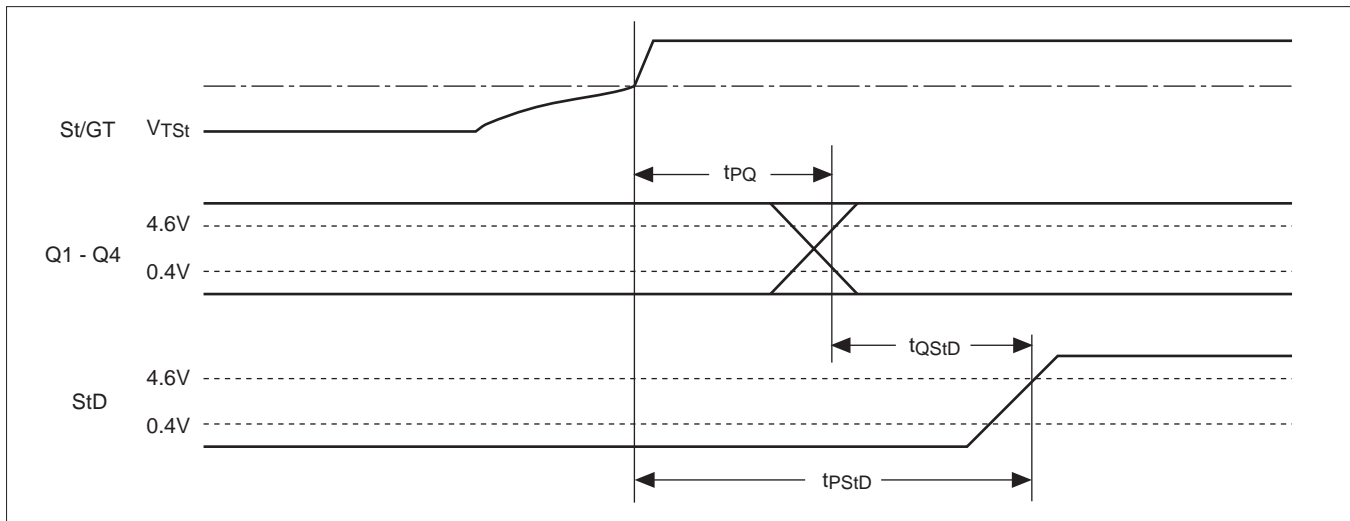 St/GT VTSt
tPQ
4.6V
Q1 - Q4
0.4V
tQStD
4.6V
StD
0.4V
tPStD